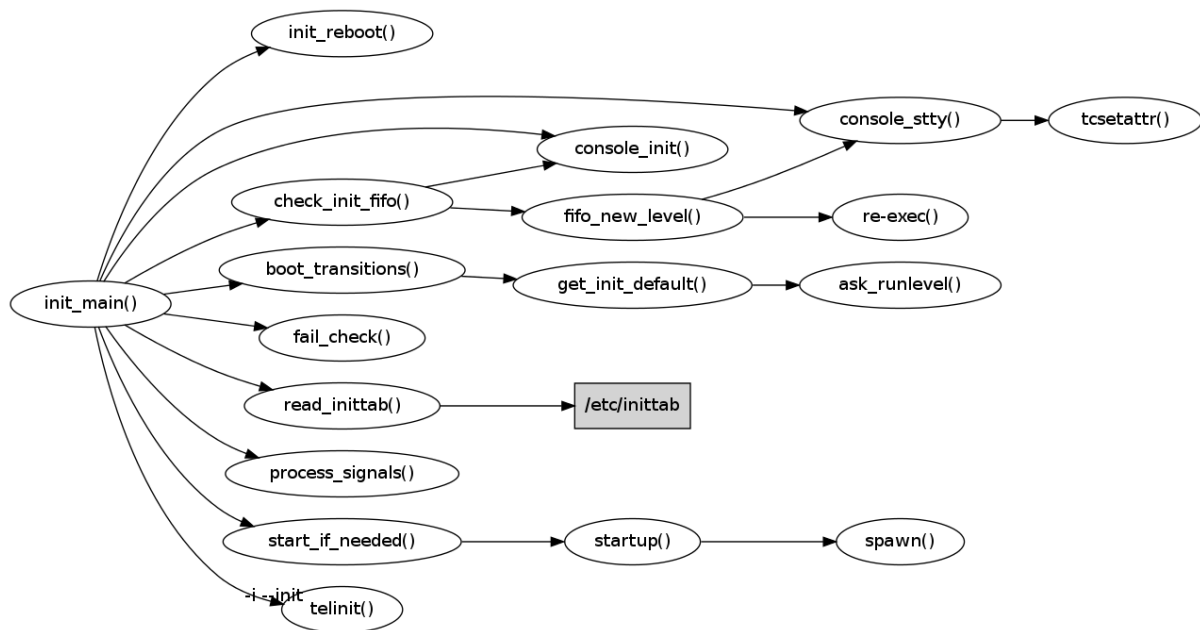 init_reboot()
console_stty()
tcsetattr()
console_init()
check_init_fifo()
fifo_new_level()
re-exec()
boot_transitions()
get_init_default()
ask_runlevel()
init_main()
fail_check()
read_inittab()
/etc/inittab
process_signals()
start_if_needed()
startup()
spawn()
-i --init
telinit()